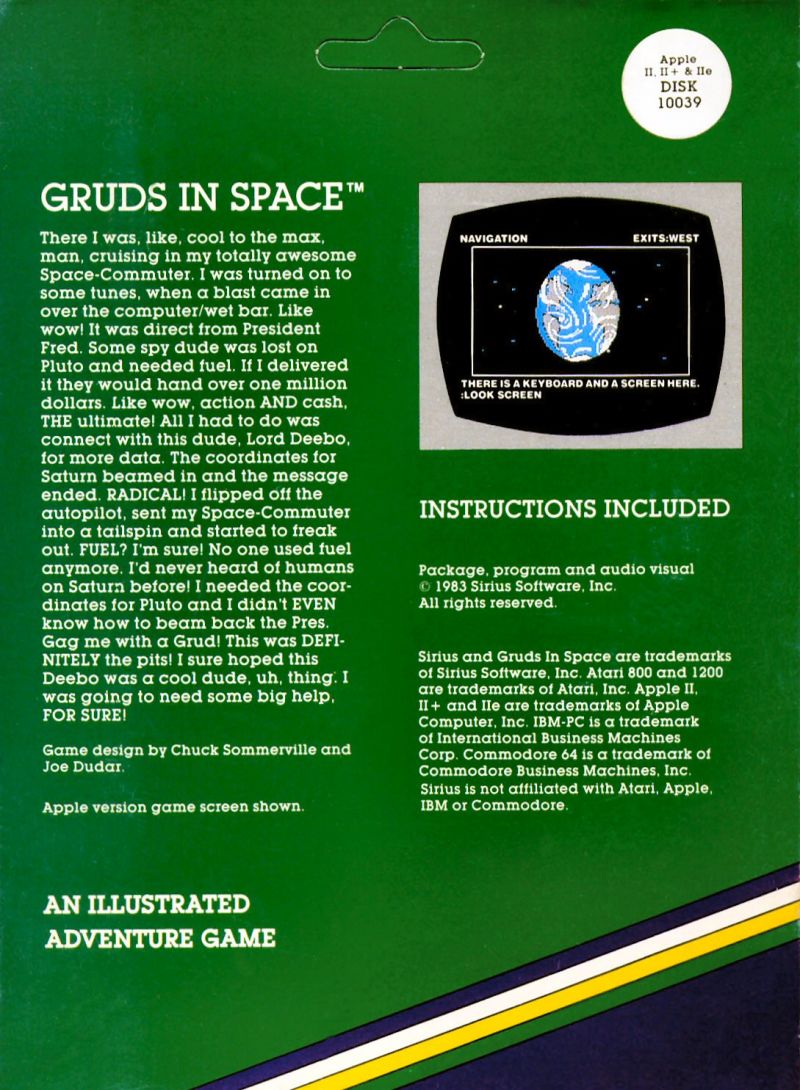 Apple
II, II+ & IIe
DISK
10039
GRUDS IN SPACE™
There I was, like, cool to the max,
man, cruising in my totally awesome
Space-Commuter. I was turned on to
some tunes, when a blast came in
over the computer/wet bar. Like
wow! It was direct from President
Fred. Some spy dude was lost on
Pluto and needed fuel. If I delivered
it they would hand over one million
dollars. Like wow, action AND cash,
THE ultimate! All I had to do was
connect with this dude, Lord Deebo,
for more data. The coordinates for
Saturn beamed in and the message
ended. RADICAL! I flipped off the
autopilot, sent my Space-Commuter
into a tailspin and started to freak
out. FUEL? I'm sure! No one used fuel
anymore. I'd never heard of humans
on Saturn before! I needed the coor-
dinates for Pluto and I didn't EVEN
know how to beam back the Pres.
Gag me with a Grud! This was DEFI-
NITELY the pits! I sure hoped this
Deebo was a cool dude, uh, thing. I
was going to need some big help,
FOR SURE!
Game design by Chuck Sommerville and
Joe Dudar.
Apple version game screen shown.
AN ILLUSTRATED
ADVENTURE GAME
NAVIGATION EXITS:WEST
THERE IS A KEYBOARD AND A SCREEN HERE.
:LOOK SCREEN
INSTRUCTIONS INCLUDED
Package, program and audio visual
© 1983 Sirius Software, Inc.
All rights reserved.
Sirius and Gruds In Space are trademarks
of Sirius Software, Inc. Atari 800 and 1200
are trademarks of Atari, Inc. Apple II,
II+ and IIe are trademarks of Apple
Computer, Inc. IBM-PC is a trademark
of International Business Machines
Corp. Commodore 64 is a trademark of
Commodore Business Machines, Inc.
Sirius is not affiliated with Atari, Apple,
IBM or Commodore.